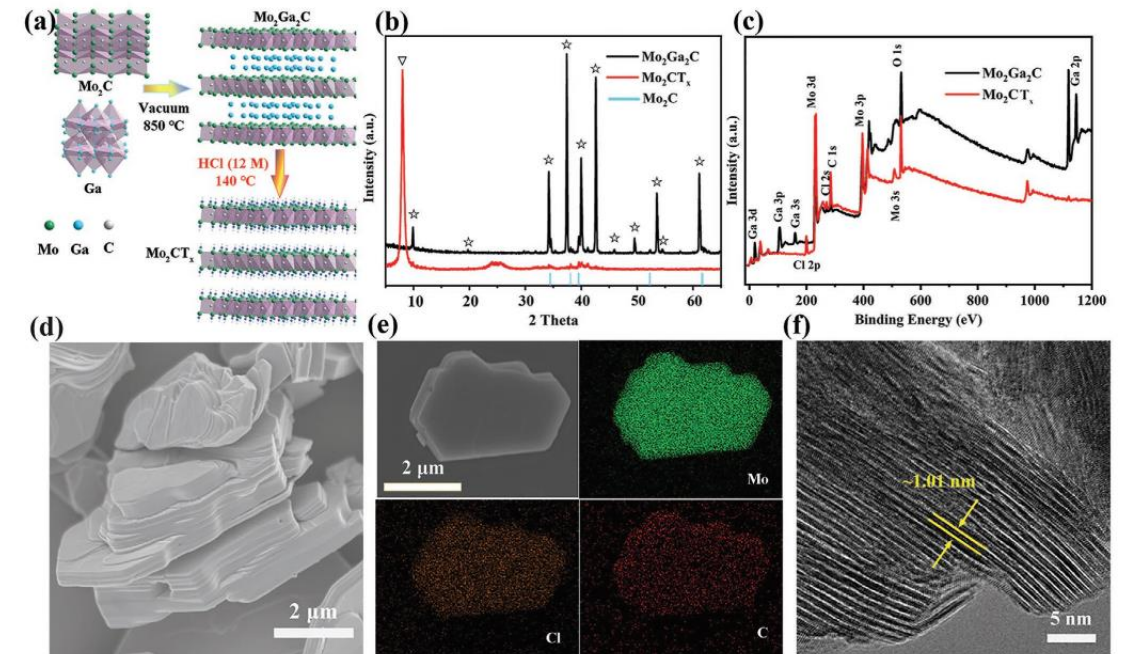 (a)
Mo2C
Ga
Vacuum
850 °C
Mo2Ga2C
HCl (12 M)
140 °C
Mo Ga C
Mo2CTx
(b)
Intensity (a.u.)
Mo2Ga2C
Mo2CTx
Mo2C
10 20 30 40 50 60
2 Theta
(c)
Intensity (a.u.)
Mo2Ga2C
Mo2CTx
Ga 3d
Ga 3p
Ga 3s
Cl 2p
Mo 3d
Cl 2s
C 1s
Mo 3p
Mo 3s
O 1s
Ga 2p
0 200 400 600 800 1000 1200
Binding Energy (eV)
(d)
2 μm
(e)
2 μm
Mo
Cl
C
(f)
~1.01 nm
5 nm